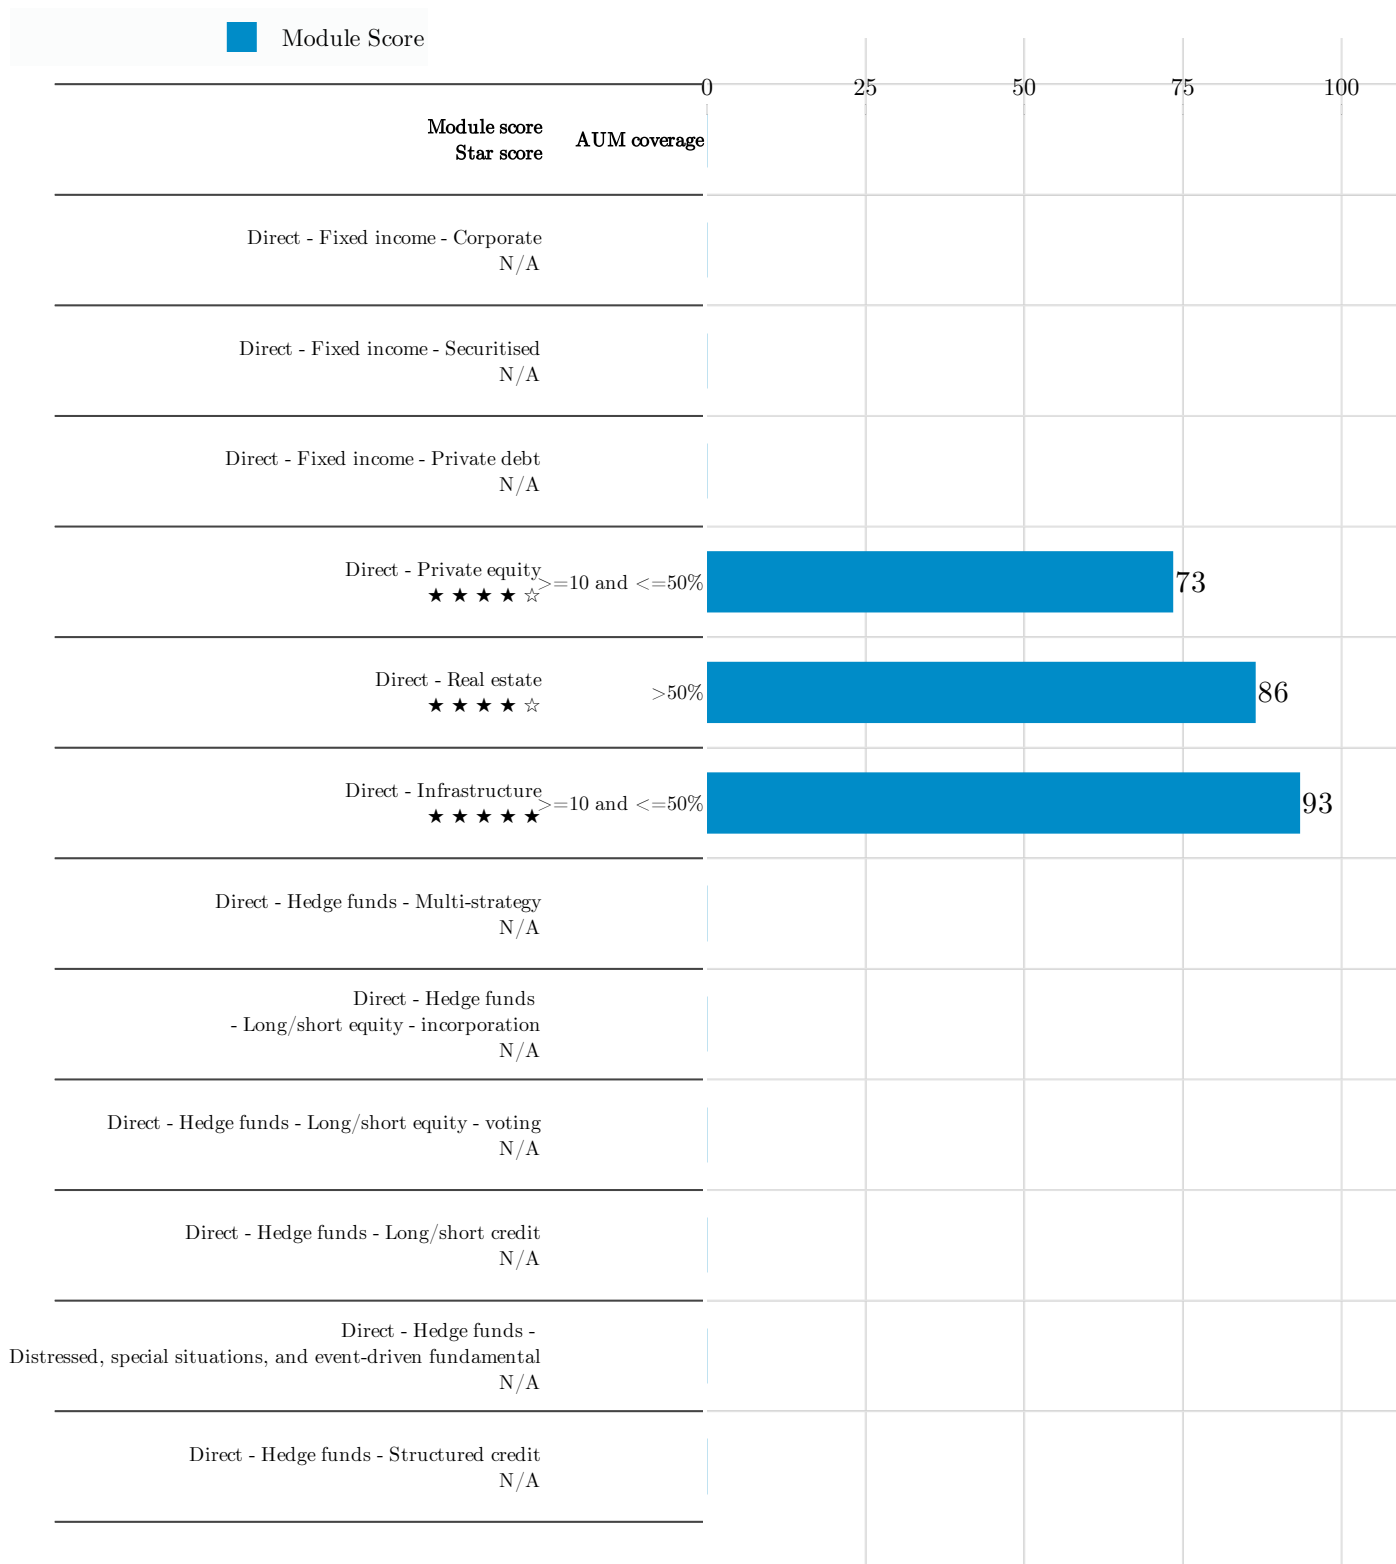 Module Score
0 25 50 75 100
Module score
Star score
AUM coverage
Direct - Fixed income - Corporate
N/A
Direct - Fixed income - Securitised
N/A
Direct - Fixed income - Private debt
N/A
Direct - Private equity
★ ★ ★ ★ ☆
>=10 and <=50%
73
Direct - Real estate
★ ★ ★ ★ ☆
>50%
86
Direct - Infrastructure
★ ★ ★ ★ ★
>=10 and <=50%
93
Direct - Hedge funds - Multi-strategy
N/A
Direct - Hedge funds
- Long/short equity - incorporation
N/A
Direct - Hedge funds - Long/short equity - voting
N/A
Direct - Hedge funds - Long/short credit
N/A
Direct - Hedge funds -
Distressed, special situations, and event-driven fundamental
N/A
Direct - Hedge funds - Structured credit
N/A